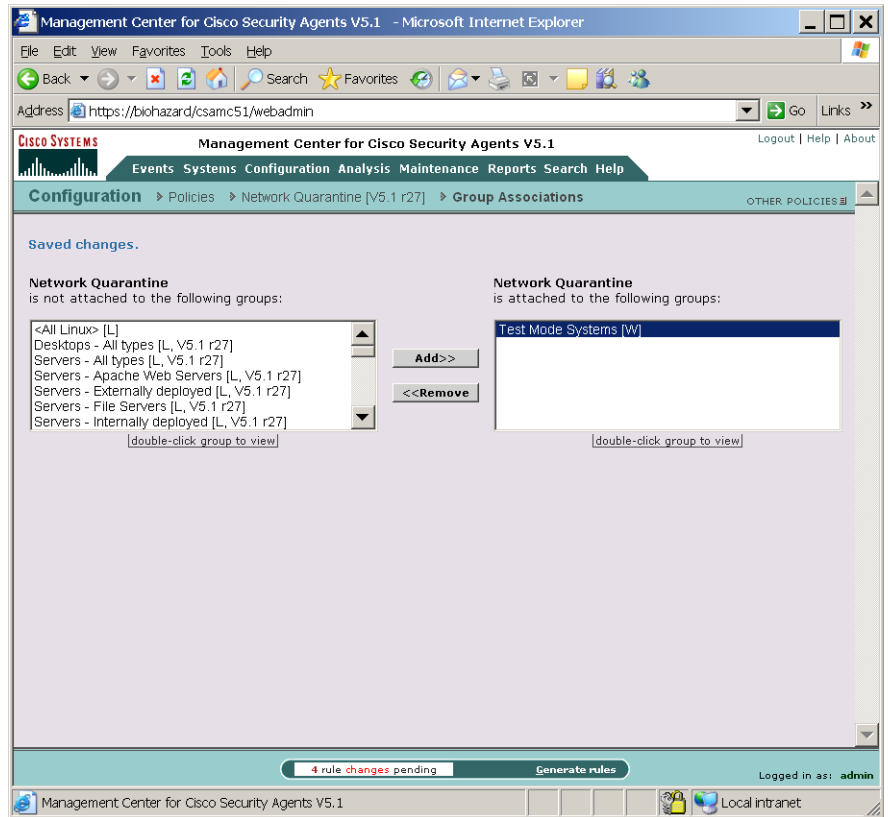 Management Center for Cisco Security Agents V5.1 - Microsoft Internet Explorer
File Edit View Favorites Tools Help
Back Search Favorites
Address https://biohazard/csamc51/webadmin Go Links »
CISCO SYSTEMS
Management Center for Cisco Security Agents V5.1
Logout | Help | About
Events Systems Configuration Analysis Maintenance Reports Search Help
Configuration Policies Network Quarantine [V5.1 r27] Group Associations
OTHER POLICIES
Saved changes.
Network Quarantine
is not attached to the following groups:
<All Linux> [L]
Desktops - All types [L, V5.1 r27]
Servers - All types [L, V5.1 r27]
Servers - Apache Web Servers [L, V5.1 r27]
Servers - Externally deployed [L, V5.1 r27]
Servers - File Servers [L, V5.1 r27]
Servers - Internally deployed [L, V5.1 r27]
double-click group to view
Add>>
<<Remove
Network Quarantine
is attached to the following groups:
Test Mode Systems [W]
double-click group to view
4 rule changes pending
Generate rules
Logged in as: admin
Management Center for Cisco Security Agents V5.1
Local intranet